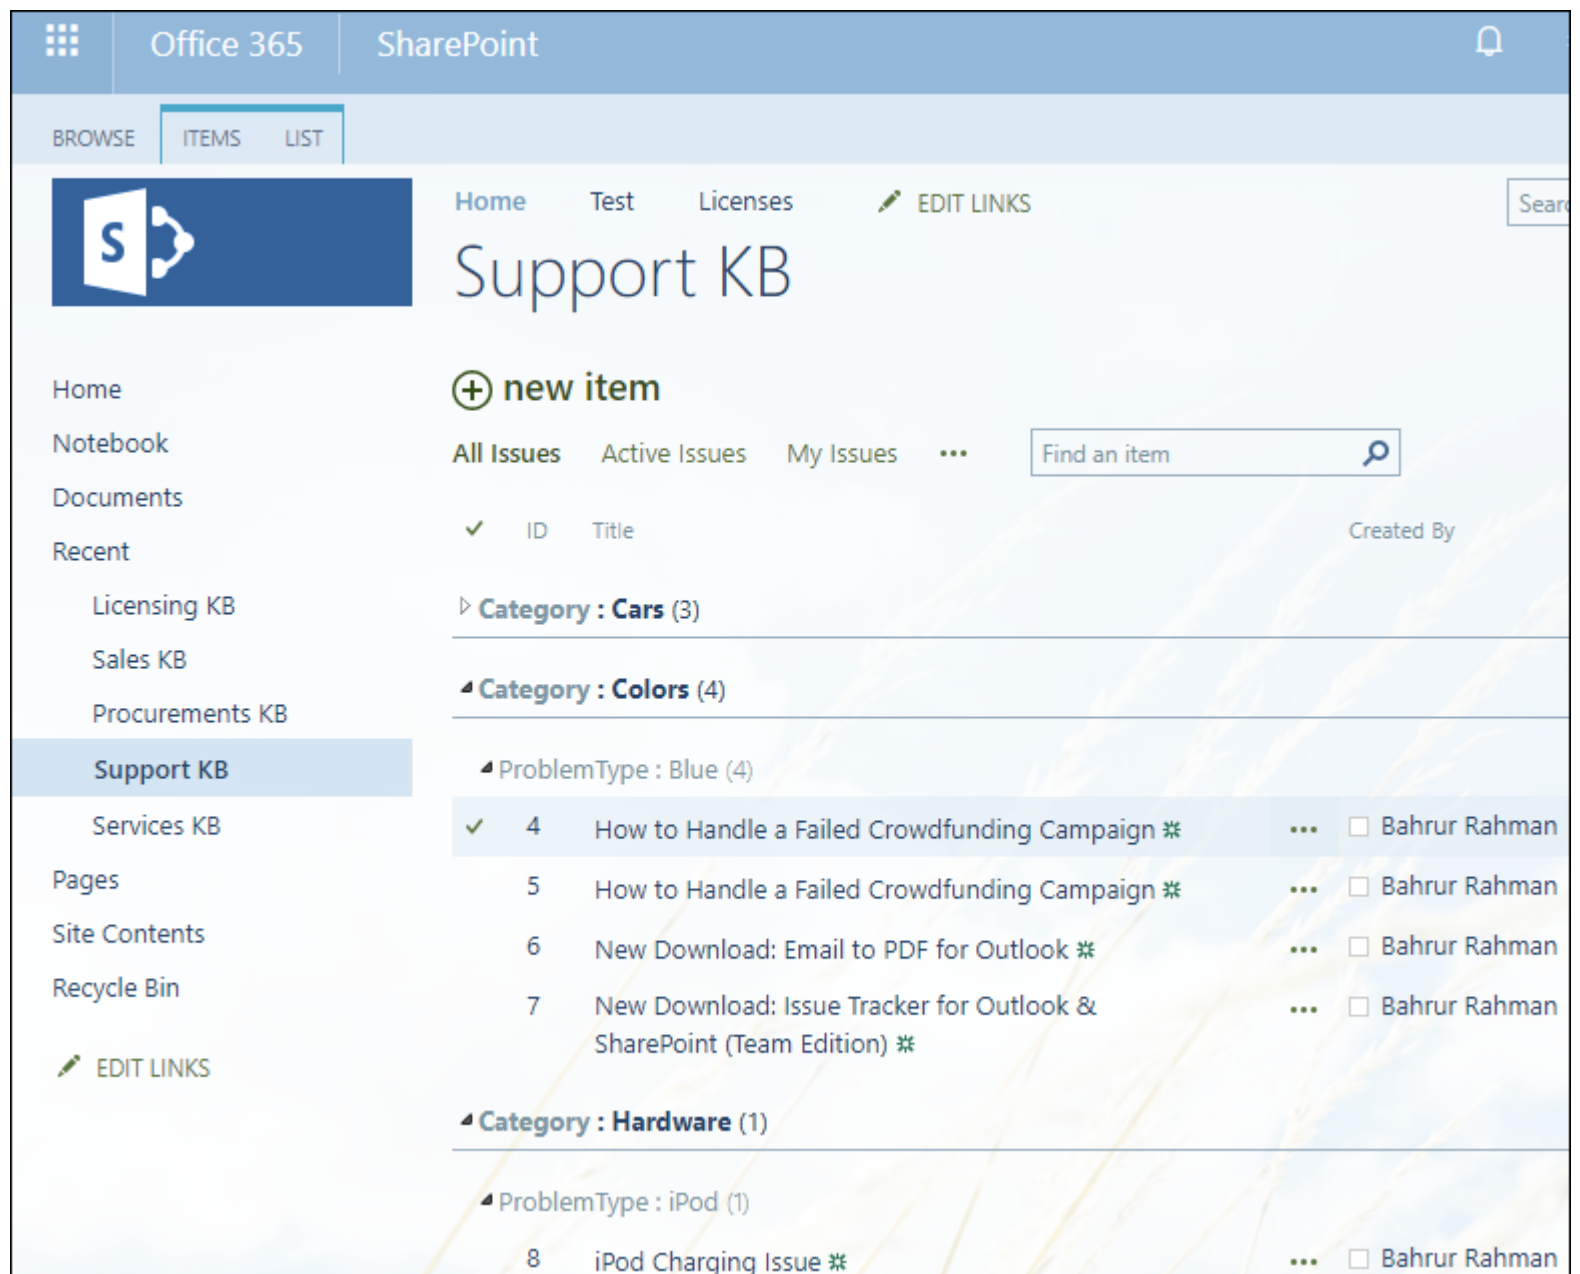 Office 365
SharePoint
BROWSE
ITEMS
LIST
S
Home
Test
Licenses
EDIT LINKS
Support KB
Home
Notebook
Documents
Recent
Licensing KB
Sales KB
Procurements KB
Support KB
Services KB
Pages
Site Contents
Recycle Bin
EDIT LINKS
new item
All Issues Active Issues My Issues ...
Find an item
ID Title Created By
Category : Cars (3)
Category : Colors (4)
ProblemType : Blue (4)
4 How to Handle a Failed Crowdfunding Campaign ... Bahrur Rahman
5 How to Handle a Failed Crowdfunding Campaign ... Bahrur Rahman
6 New Download: Email to PDF for Outlook ... Bahrur Rahman
7 New Download: Issue Tracker for Outlook & ... Bahrur Rahman
SharePoint (Team Edition)
Category : Hardware (1)
ProblemType : iPod (1)
8 iPod Charging Issue ... Bahrur Rahman